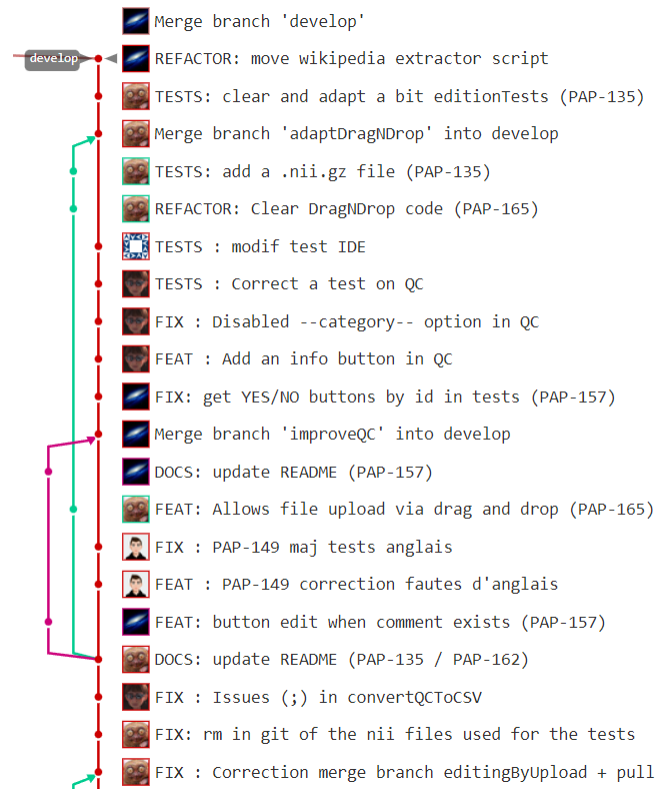 Merge branch 'develop'
develop
REFACTOR: move wikipedia extractor script
TESTS: clear and adapt a bit editionTests (PAP-135)
Merge branch 'adaptDragNDrop' into develop
TESTS: add a .nii.gz file (PAP-135)
REFACTOR: Clear DragNDrop code (PAP-165)
TESTS : modif test IDE
TESTS : Correct a test on QC
FIX : Disabled --category-- option in QC
FEAT : Add an info button in QC
FIX: get YES/NO buttons by id in tests (PAP-157)
Merge branch 'improveQC' into develop
DOCS: update README (PAP-157)
FEAT: Allows file upload via drag and drop (PAP-165)
FIX : PAP-149 maj tests anglais
FEAT : PAP-149 correction fautes d'anglais
FEAT: button edit when comment exists (PAP-157)
DOCS: update README (PAP-135 / PAP-162)
FIX : Issues (;) in convertQCToCSV
FIX: rm in git of the nii files used for the tests
FIX : Correction merge branch editingByUpload + pull